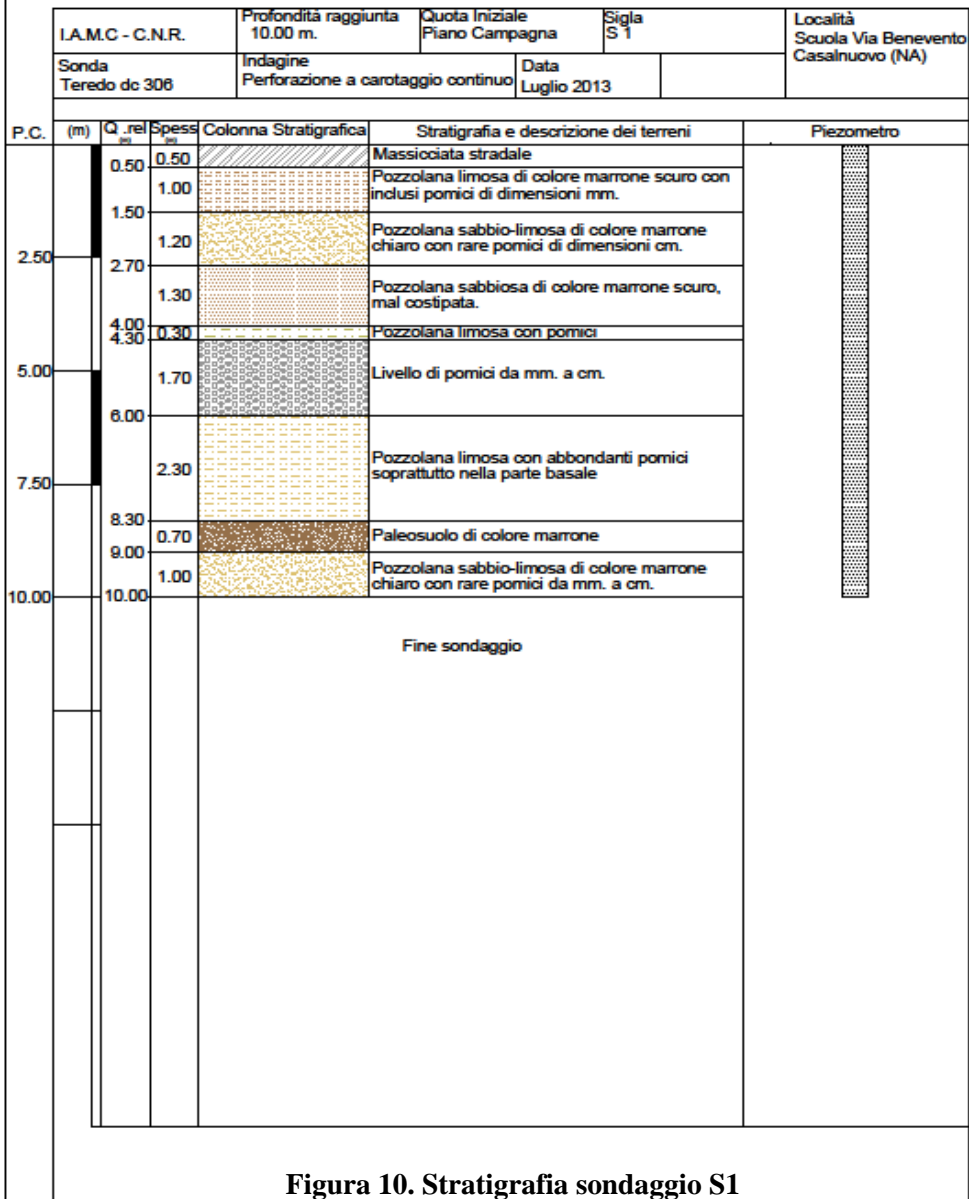 I.A.M.C - C.N.R.
Profondità raggiunta
10.00 m.
Quota Iniziale
Piano Campagna
Sigla
S 1
Località
Scuola Via Benevento
Casalnuovo (NA)
Sonda
Teredo dc 306
Indagine
Perforazione a carotaggio continuo
Data
Luglio 2013
P.C.
(m)
Q .rel
(m)
Spess
(m)
Colonna Stratigrafica
Stratigrafia e descrizione dei terreni
Piezometro
0.50
0.50
Massicciata stradale
1.00
Pozzolana limosa di colore marrone scuro con
inclusi pomici di dimensioni mm.
1.50
1.20
Pozzolana sabbio-limosa di colore marrone
chiaro con rare pomici di dimensioni cm.
2.50
2.70
1.30
Pozzolana sabbiosa di colore marrone scuro,
mal costipata.
4.00
0.30
Pozzolana limosa con pomici
4.30
1.70
Livello di pomici da mm. a cm.
5.00
6.00
2.30
Pozzolana limosa con abbondanti pomici
soprattutto nella parte basale
7.50
8.30
0.70
Paleosuolo di colore marrone
9.00
1.00
Pozzolana sabbio-limosa di colore marrone
chiaro con rare pomici da mm. a cm.
10.00
10.00
Fine sondaggio
Figura 10. Stratigrafia sondaggio S1